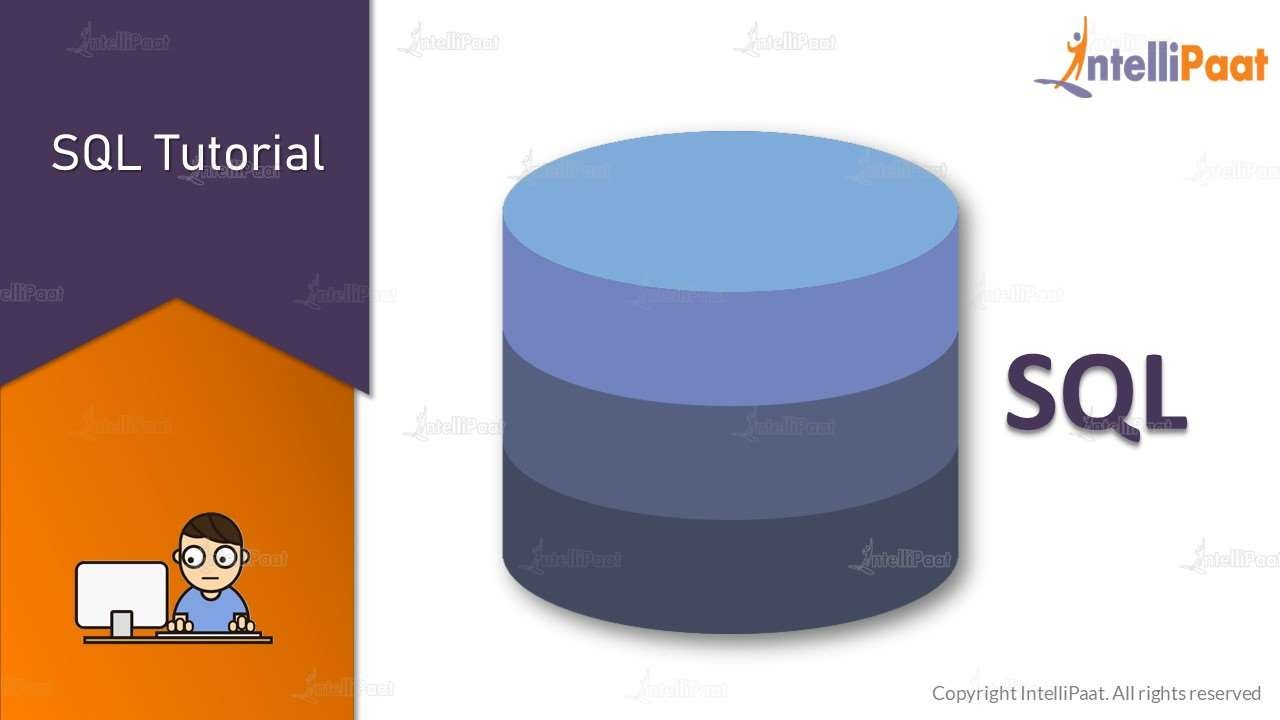 IntelliPaat
SQL Tutorial
SQL
Copyright IntelliPaat. All rights reserved